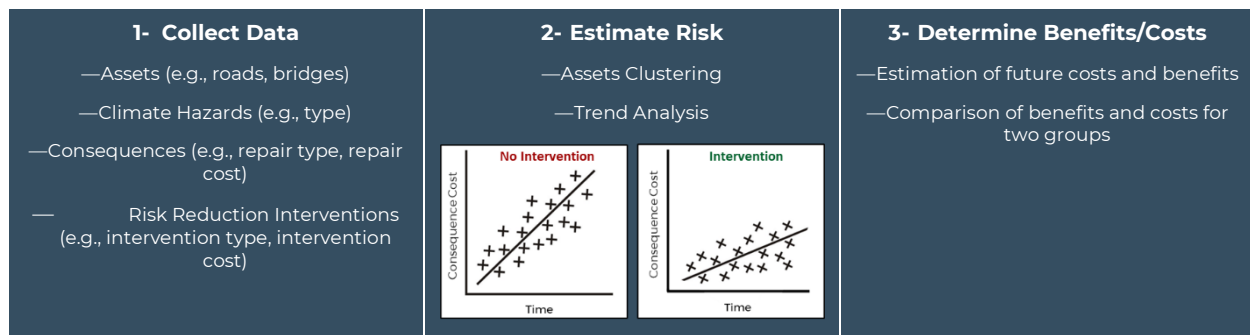 1- Collect Data
—Assets (e.g., roads, bridges)
—Climate Hazards (e.g., type)
—Consequences (e.g., repair type, repair
cost)
— Risk Reduction Interventions
(e.g., intervention type, intervention
cost)
2- Estimate Risk
—Assets Clustering
—Trend Analysis
No Intervention
Consequence Cost
Time
Intervention
Consequence Cost
Time
3- Determine Benefits/Costs
—Estimation of future costs and benefits
—Comparison of benefits and costs for
two groups